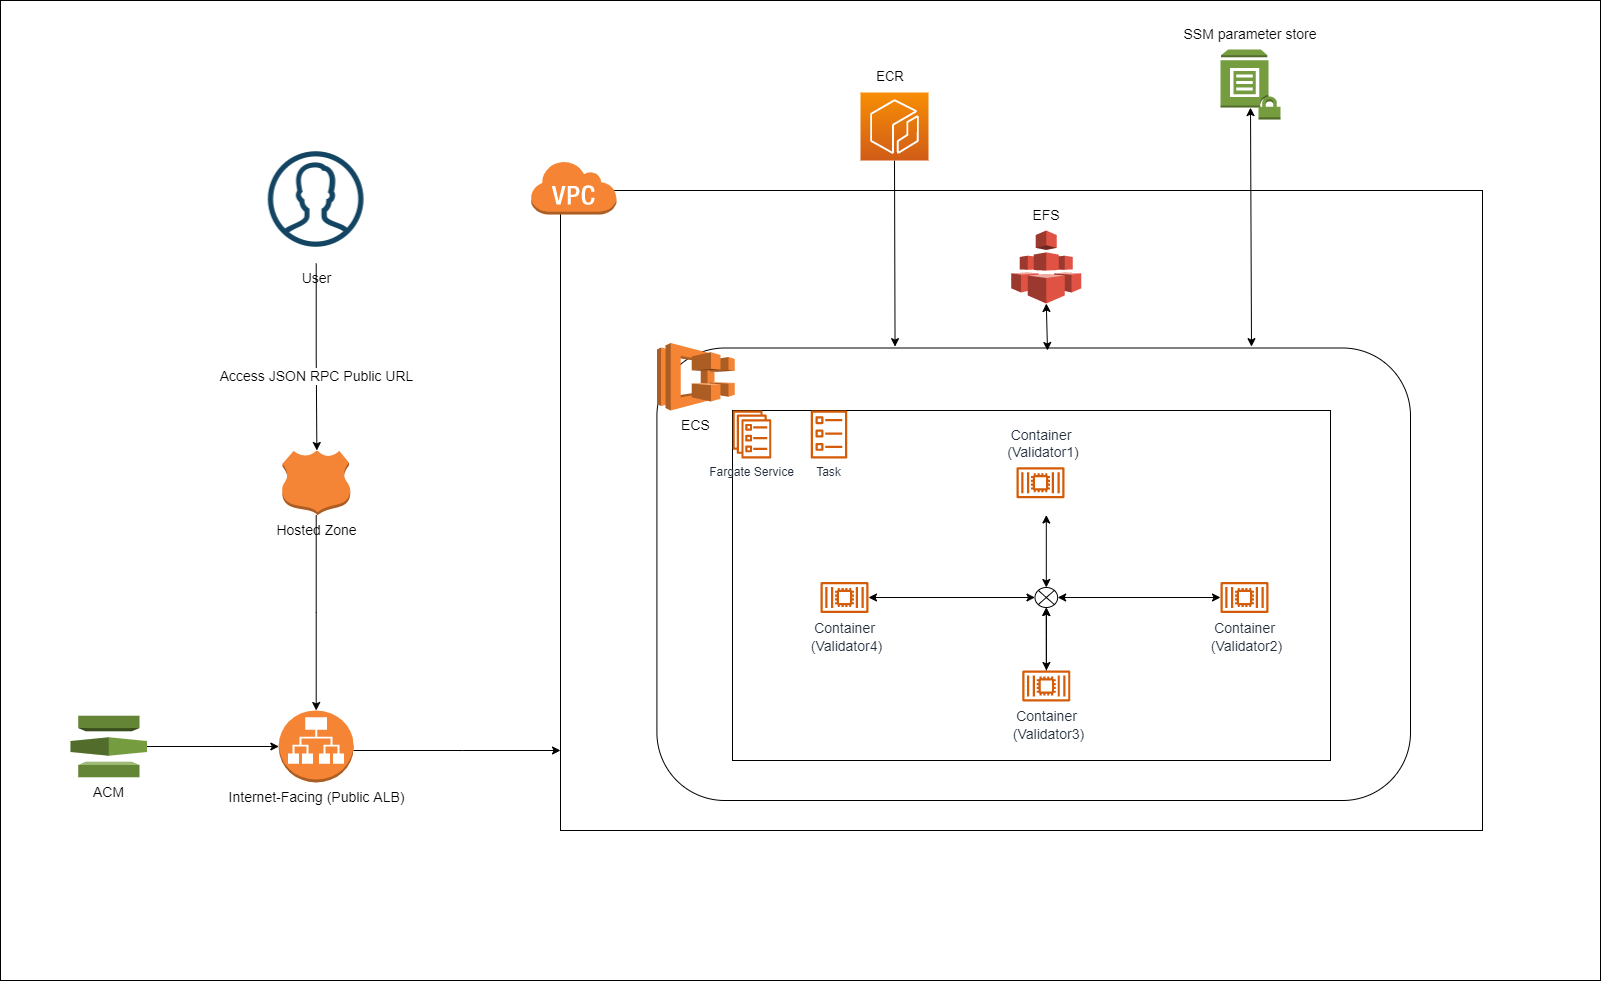 SSM parameter store
ECR
VPC
EFS
User
Access JSON RPC Public URL
ECS
Fargate Service
Task
Container
(Validator1)
Hosted Zone
Container
(Validator4)
Container
(Validator2)
Container
(Validator3)
ACM
Internet-Facing (Public ALB)